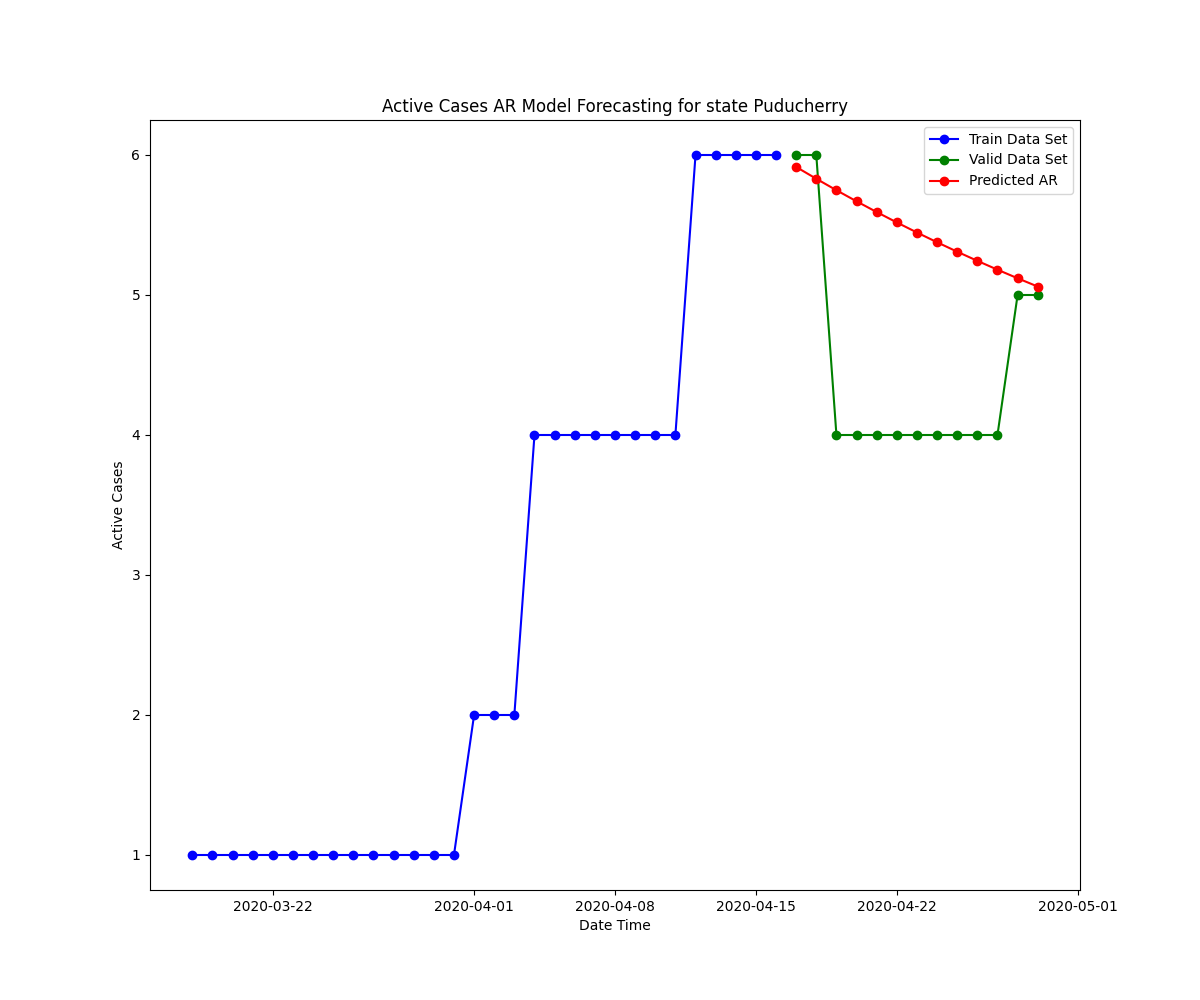 Active Cases AR Model Forecasting for state Puducherry
Train Data Set
Valid Data Set
Predicted AR
6
5
4
3
2
1
Active Cases
2020-03-22
2020-04-01
2020-04-08
2020-04-15
2020-04-22
2020-05-01
Date Time